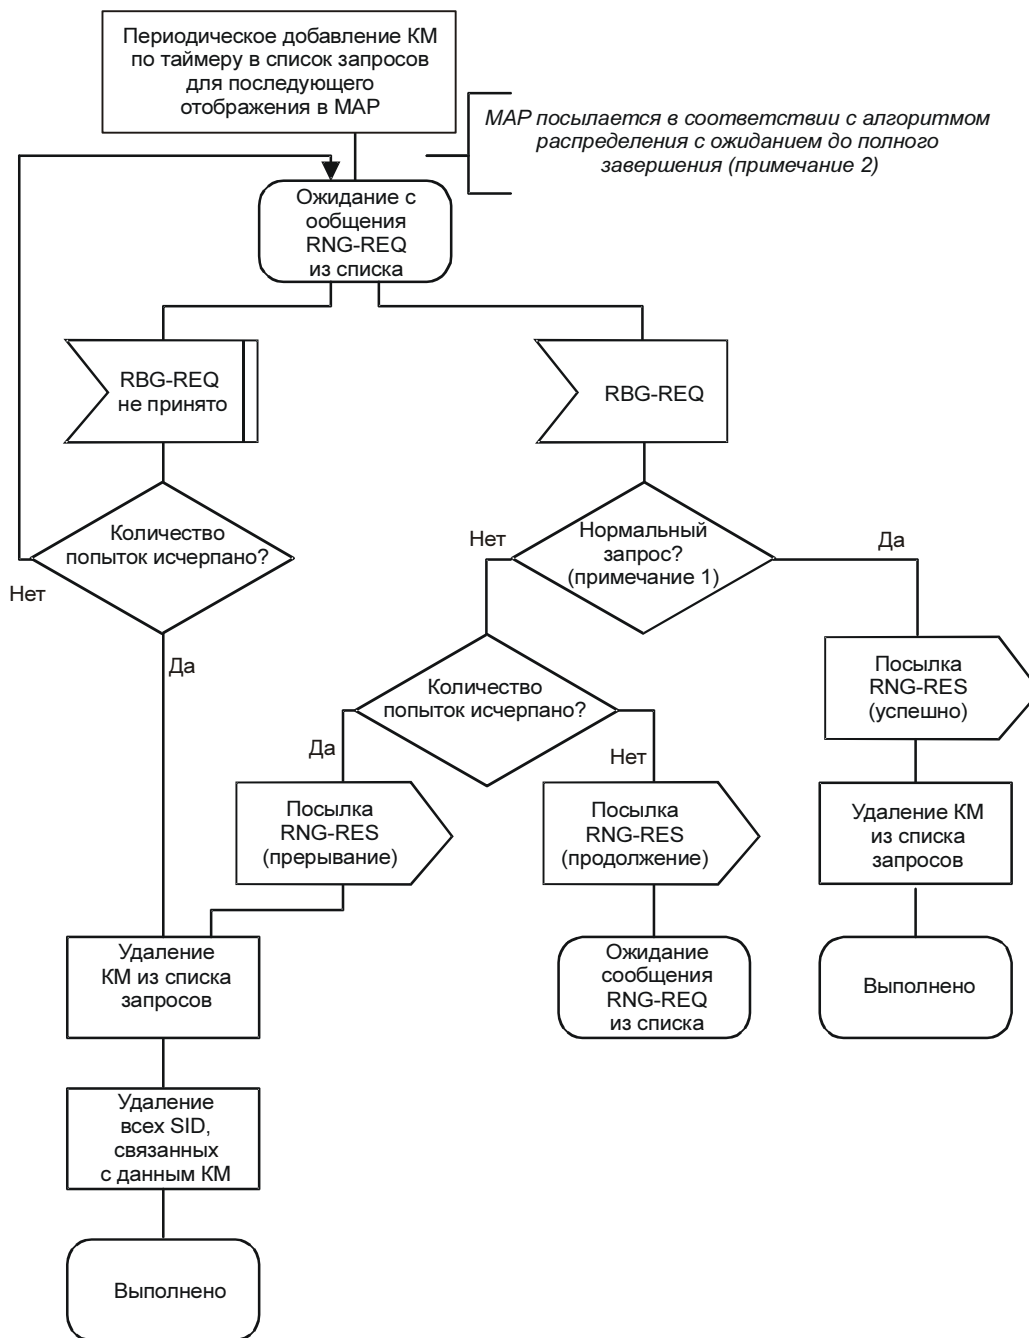 Периодическое добавление КМ
по таймеру в список запросов
для последующего
отображения в МАР
МАР посылается в соответствии с алгоритмом
распределения с ожиданием до полного
завершения (примечание 2)
Ожидание с
ообщения
RNG-REQ
из списка
RBG-REQ
не принято
RBG-REQ
Количество
попыток исчерпано?
Нет
Да
Нормальный
запрос?
(примечание 1)
Нет
Да
Количество
попыток исчерпано?
Да
Нет
Посылка
RNG-RES
(успешно)
Посылка
RNG-RES
(прерывание)
Посылка
RNG-RES
(продолжение)
Удаление КМ
из списка
запросов
Удаление
КМ из списка
запросов
Ожидание
сообщения
RNG-REQ
из списка
Выполнено
Удаление
всех SID,
связанных
с данным КМ
Выполнено